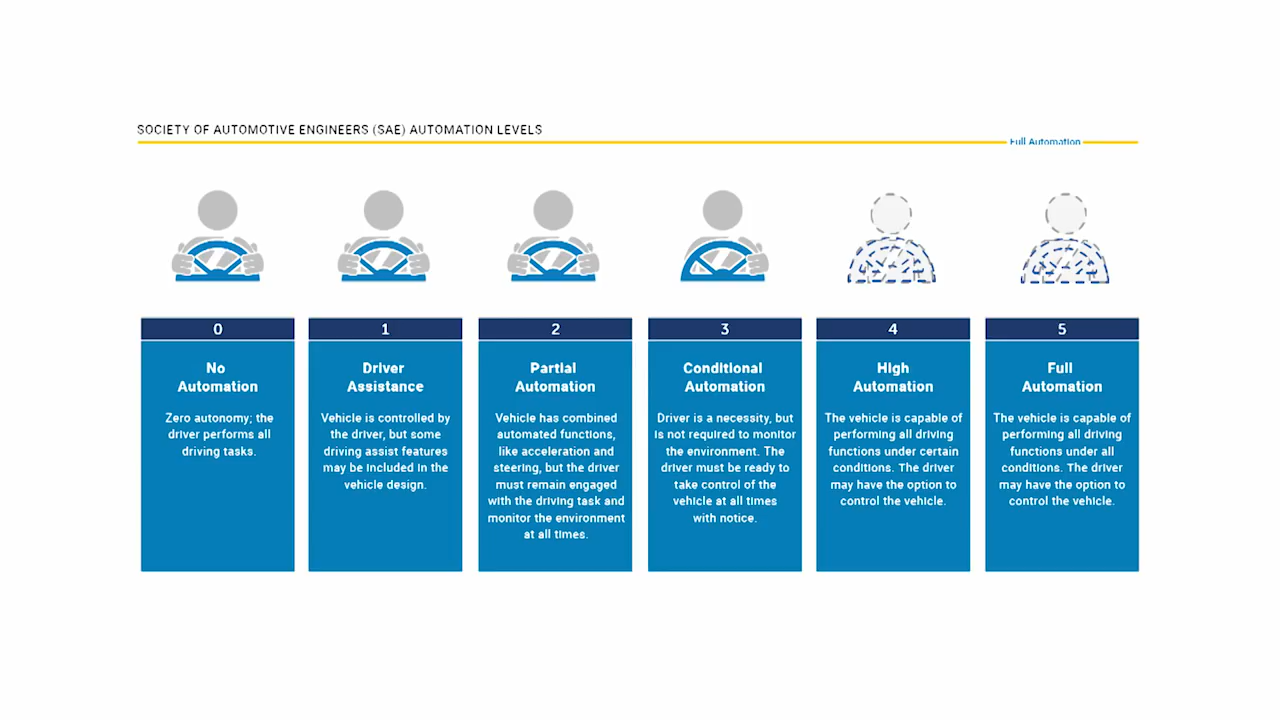 SOCIETY OF AUTOMOTIVE ENGINEERS (SAE) AUTOMATION LEVELS
Full Automation
0
No
Automation
Zero autonomy; the
driver performs all
driving tasks.
1
Driver
Assistance
Vehicle is controlled by
the driver, but some
driving assist features
may be included in the
vehicle design.
2
Partial
Automation
Vehicle has combined
automated functions,
like acceleration and
steering, but the driver
must remain engaged
with the driving task and
monitor the environment
at all times.
3
Conditional
Automation
Driver is a necessity, but
is not required to monitor
the environment. The
driver must be ready to
take control of the
vehicle at all times
with notice.
4
High
Automation
The vehicle is capable of
performing all driving
functions under certain
conditions. The driver
may have the option to
control the vehicle.
5
Full
Automation
The vehicle is capable of
performing all driving
functions under all
conditions. The driver
may have the option to
control the vehicle.